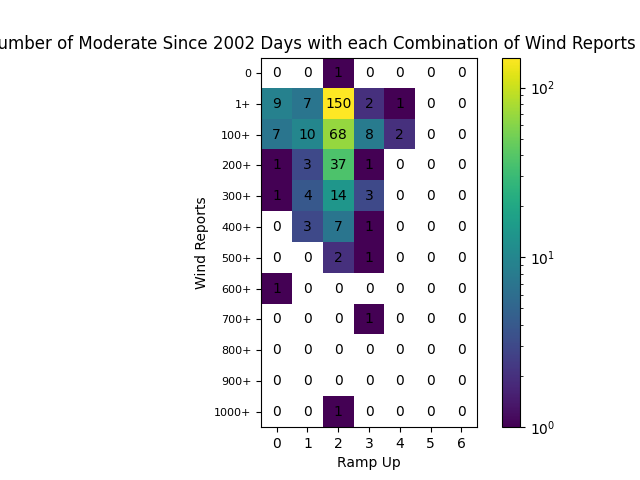 umber of Moderate Since 2002 Days with each Combination of Wind Reports
0 0 0 1 0 0 0 0
1+ 9 7 150 2 1 0 0
100+ 7 10 68 8 2 0 0
200+ 1 3 37 1 0 0 0
300+ 1 4 14 3 0 0 0
400+ 0 3 7 1 0 0 0
500+ 0 0 2 1 0 0 0
600+ 1 0 0 0 0 0 0
700+ 0 0 0 1 0 0 0
800+ 0 0 0 0 0 0 0
900+ 0 0 0 0 0 0 0
1000+ 0 0 1 0 0 0 0
0 1 2 3 4 5 6
Ramp Up
Wind Reports
10²
10¹
10⁰